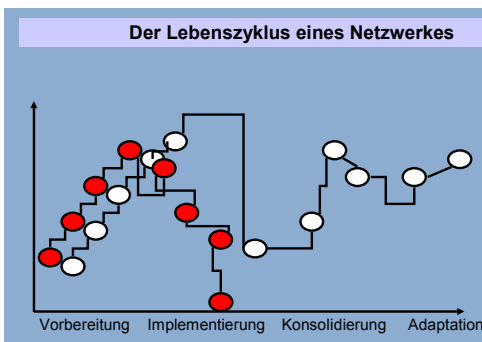 Der Lebenszyklus eines Netzwerkes
Vorbereitung Implementierung Konsolidierung Adaptation